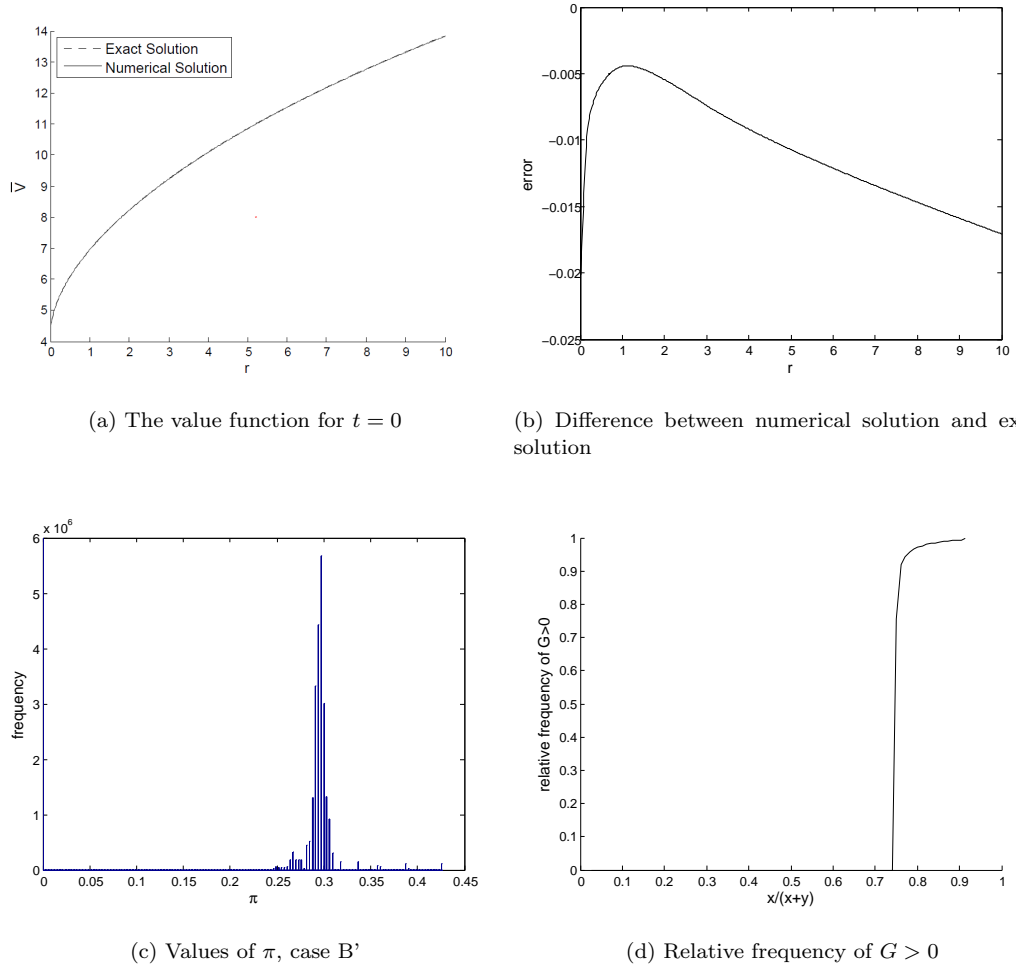 14
13
12
11
10
9
8
7
6
5
4
V
Exact Solution
Numerical Solution
0 1 2 3 4 5 6 7 8 9 10
r
(a) The value function for t = 0
0
−0.005
−0.01
−0.015
−0.02
−0.025
error
0 1 2 3 4 5 6 7 8 9 10
r
(b) Difference between numerical solution and ex
solution
x 10^6
6
5
4
3
2
1
0
frequency
0 0.05 0.1 0.15 0.2 0.25 0.3 0.35 0.4 0.45
π
(c) Values of π, case B’
1
0.9
0.8
0.7
0.6
0.5
0.4
0.3
0.2
0.1
0
relative frequency of G>0
0 0.1 0.2 0.3 0.4 0.5 0.6 0.7 0.8 0.9 1
x/(x+y)
(d) Relative frequency of G > 0